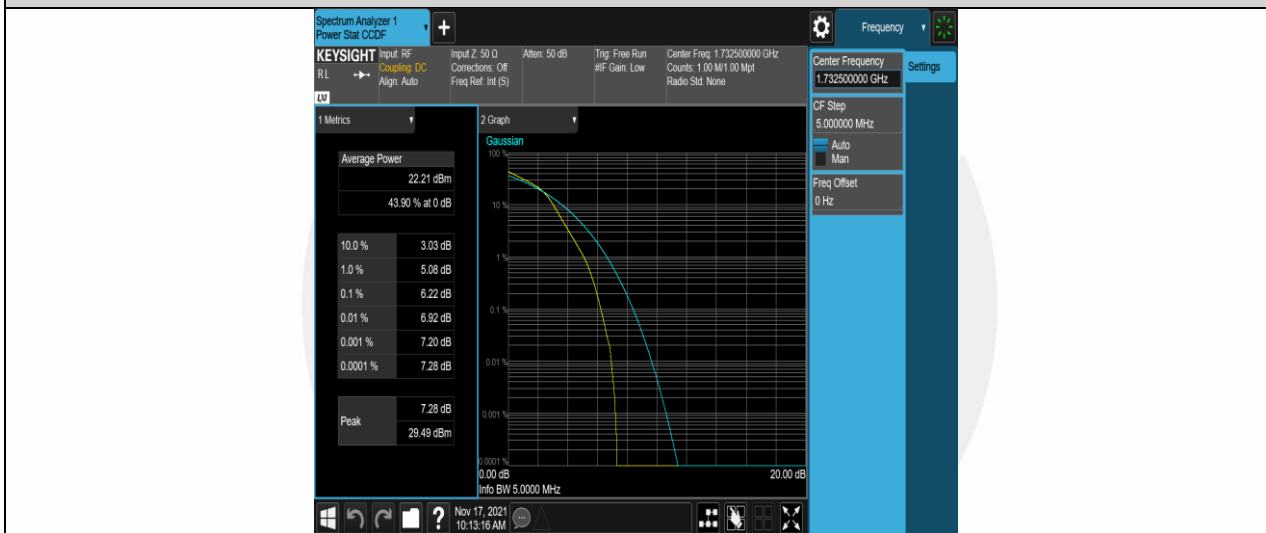 Spectrum Analyzer 1
Power Stat CCDF
Frequency
KEYSIGHT
RL
LXI
Input: RF
Coupling: DC
Align: Auto
Input Z: 50 Ω
Corrections: Off
Freq Ref: Int (S)
Atten: 50 dB
Trig: Free Run
#IF Gain: Low
Center Freq: 1.732500000 GHz
Counts: 1.00 M/1.00 Mpt
Radio Std: None
Center Frequency
1.732500000 GHz
Settings
CF Step
5.000000 MHz
Auto
Man
Freq Offset
0 Hz
1 Metrics
Average Power
22.21 dBm
43.90 % at 0 dB
10.0 % 3.03 dB
1.0 % 5.08 dB
0.1 % 6.22 dB
0.01 % 6.92 dB
0.001 % 7.20 dB
0.0001 % 7.28 dB
Peak
7.28 dB
29.49 dBm
2 Graph
Gaussian
100 %
10 %
1 %
0.1 %
0.01 %
0.001 %
0.0001 %
0.00 dB 20.00 dB
Info BW 5.0000 MHz
? Nov 17, 2021
10:13:16 AM